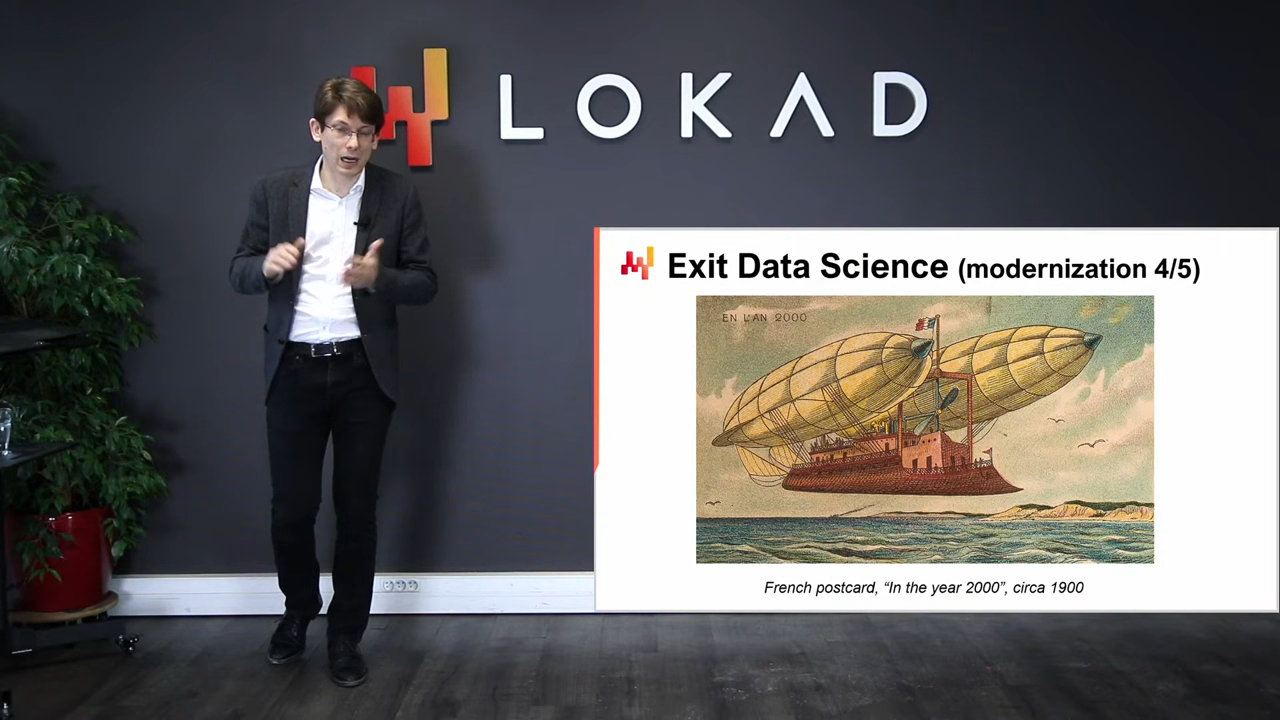 LOKAD
Exit Data Science (modernization 4/5)
EN L'AN 2000
French postcard, “In the year 2000”, circa 1900